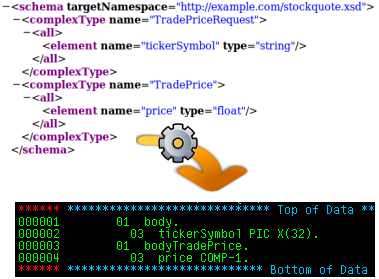 −<schema targetNamespace="http://example.com/stockquote.xsd">
−<complexType name="TradePriceRequest">
−<all>
<element name="tickerSymbol" type="string"/>
</all>
</complexType>
−<complexType name="TradePrice">
−<all>
<element name="price" type="float"/>
</all>
</complexType>
</schema>
****** **************************** Top of Data **
000001 01 body.
000002 03 tickerSymbol PIC X(32).
000003 01 bodyTradePrice.
000004 03 price COMP-1.
****** *************************** Bottom of Data